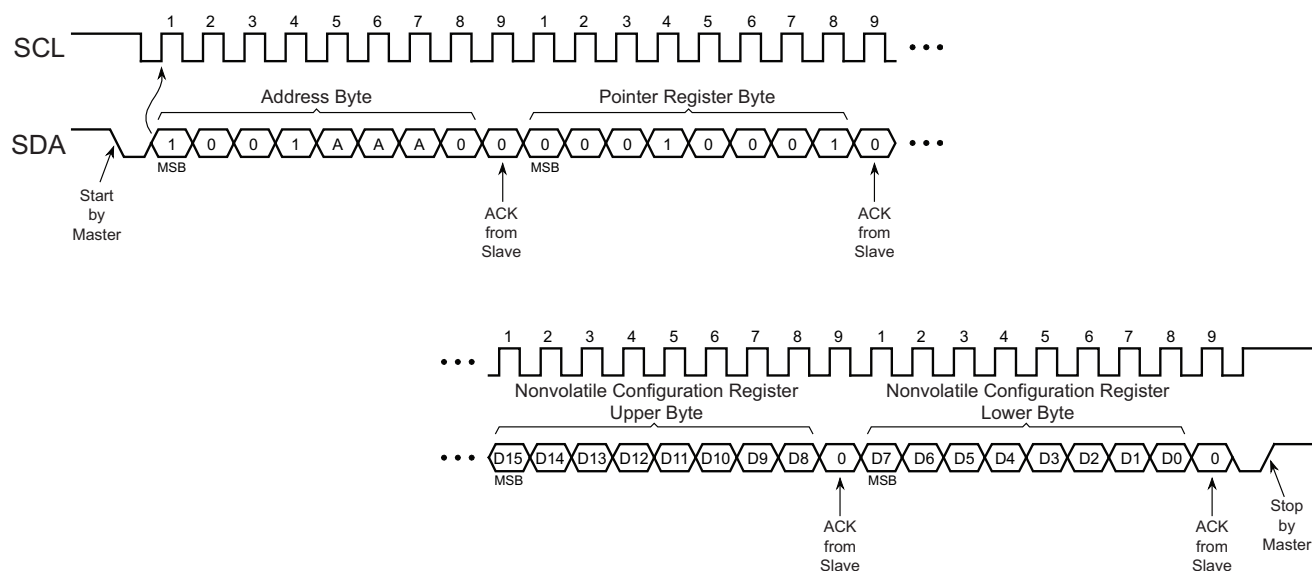 1 2 3 4 5 6 7 8 9 1 2 3 4 5 6 7 8 9
SCL
Address Byte Pointer Register Byte
SDA 1 0 0 1 A A A 0 0 0 0 0 1 0 0 0 1 0
MSB MSB
Start
by
Master
ACK
from
Slave
ACK
from
Slave
1 2 3 4 5 6 7 8 9 1 2 3 4 5 6 7 8 9
Nonvolatile Configuration Register
Upper Byte
Nonvolatile Configuration Register
Lower Byte
D15 D14 D13 D12 D11 D10 D9 D8 0 D7 D6 D5 D4 D3 D2 D1 D0 0
MSB MSB
ACK
from
Slave
ACK
from
Slave
Stop
by
Master